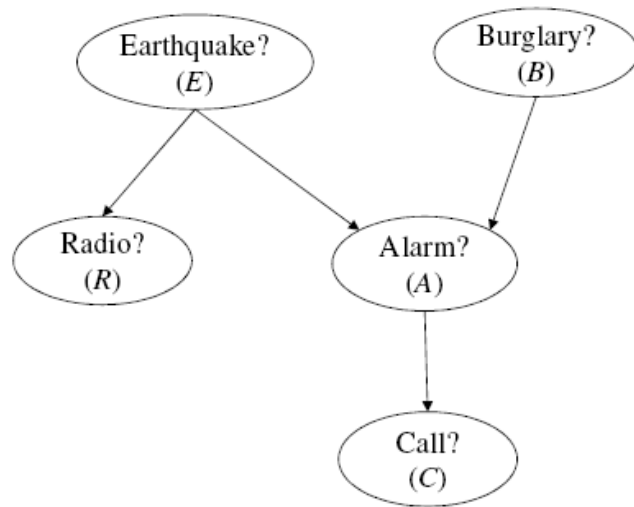 Earthquake?
(E)
Burglary?
(B)
Radio?
(R)
Alarm?
(A)
Call?
(C)